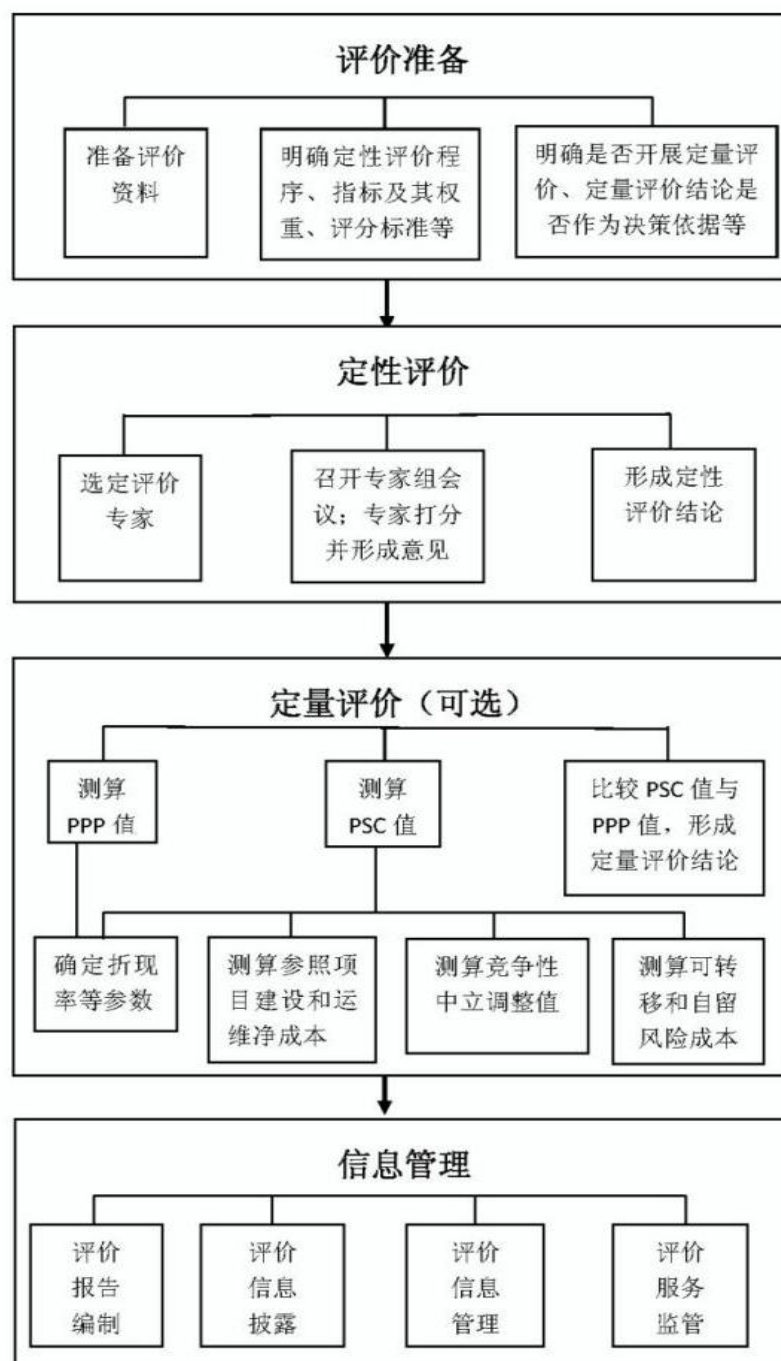 评价准备
准备评价
资料
明确定性评价程
序、指标及其权
重、评分标准等
明确是否开展定量评
价、定量评价结论是
否作为决策依据等
定性评价
选定评价
专家
召开专家组会
议；专家打分
并形成意见
形成定性
评价结论
定量评价（可选）
测算
PPP 值
测算
PSC 值
比较 PSC 值与
PPP 值，形成
定量评价结论
确定折现
率等参数
测算参照项
目建设和运
维净成本
测算竞争性
中立调整值
测算可转
移和自留
风险成本
信息管理
评价
报告
编制
评价
信息
披露
评价
信息
管理
评价
服务
监管